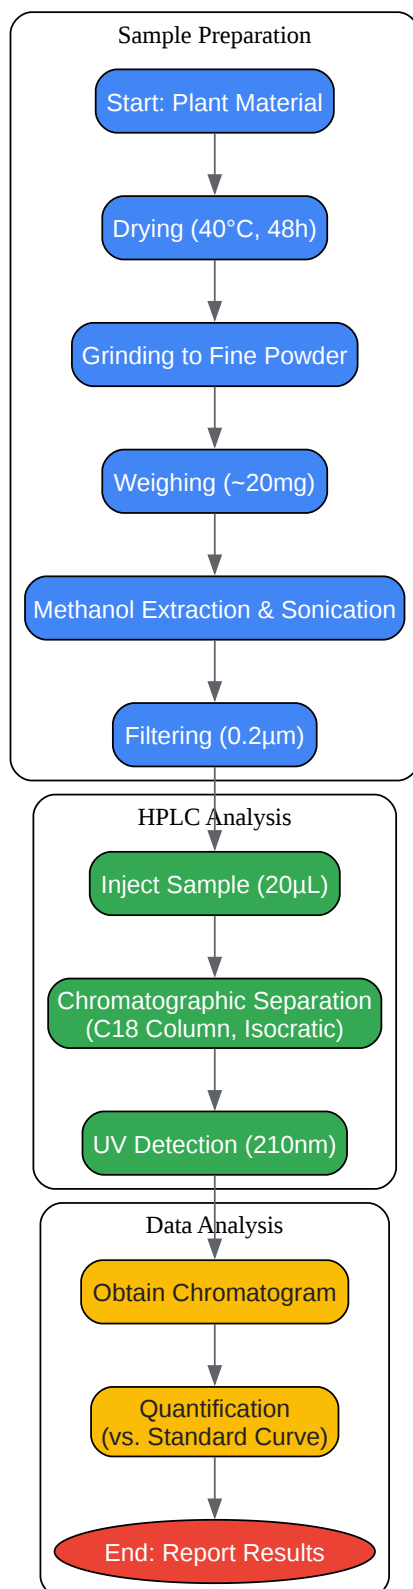 Sample Preparation
Start: Plant Material
Drying (40°C, 48h)
Grinding to Fine Powder
Weighing (~20mg)
Methanol Extraction & Sonication
Filtering (0.2µm)
HPLC Analysis
Inject Sample (20µL)
Chromatographic Separation
(C18 Column, Isocratic)
UV Detection (210nm)
Data Analysis
Obtain Chromatogram
Quantification
(vs. Standard Curve)
End: Report Results